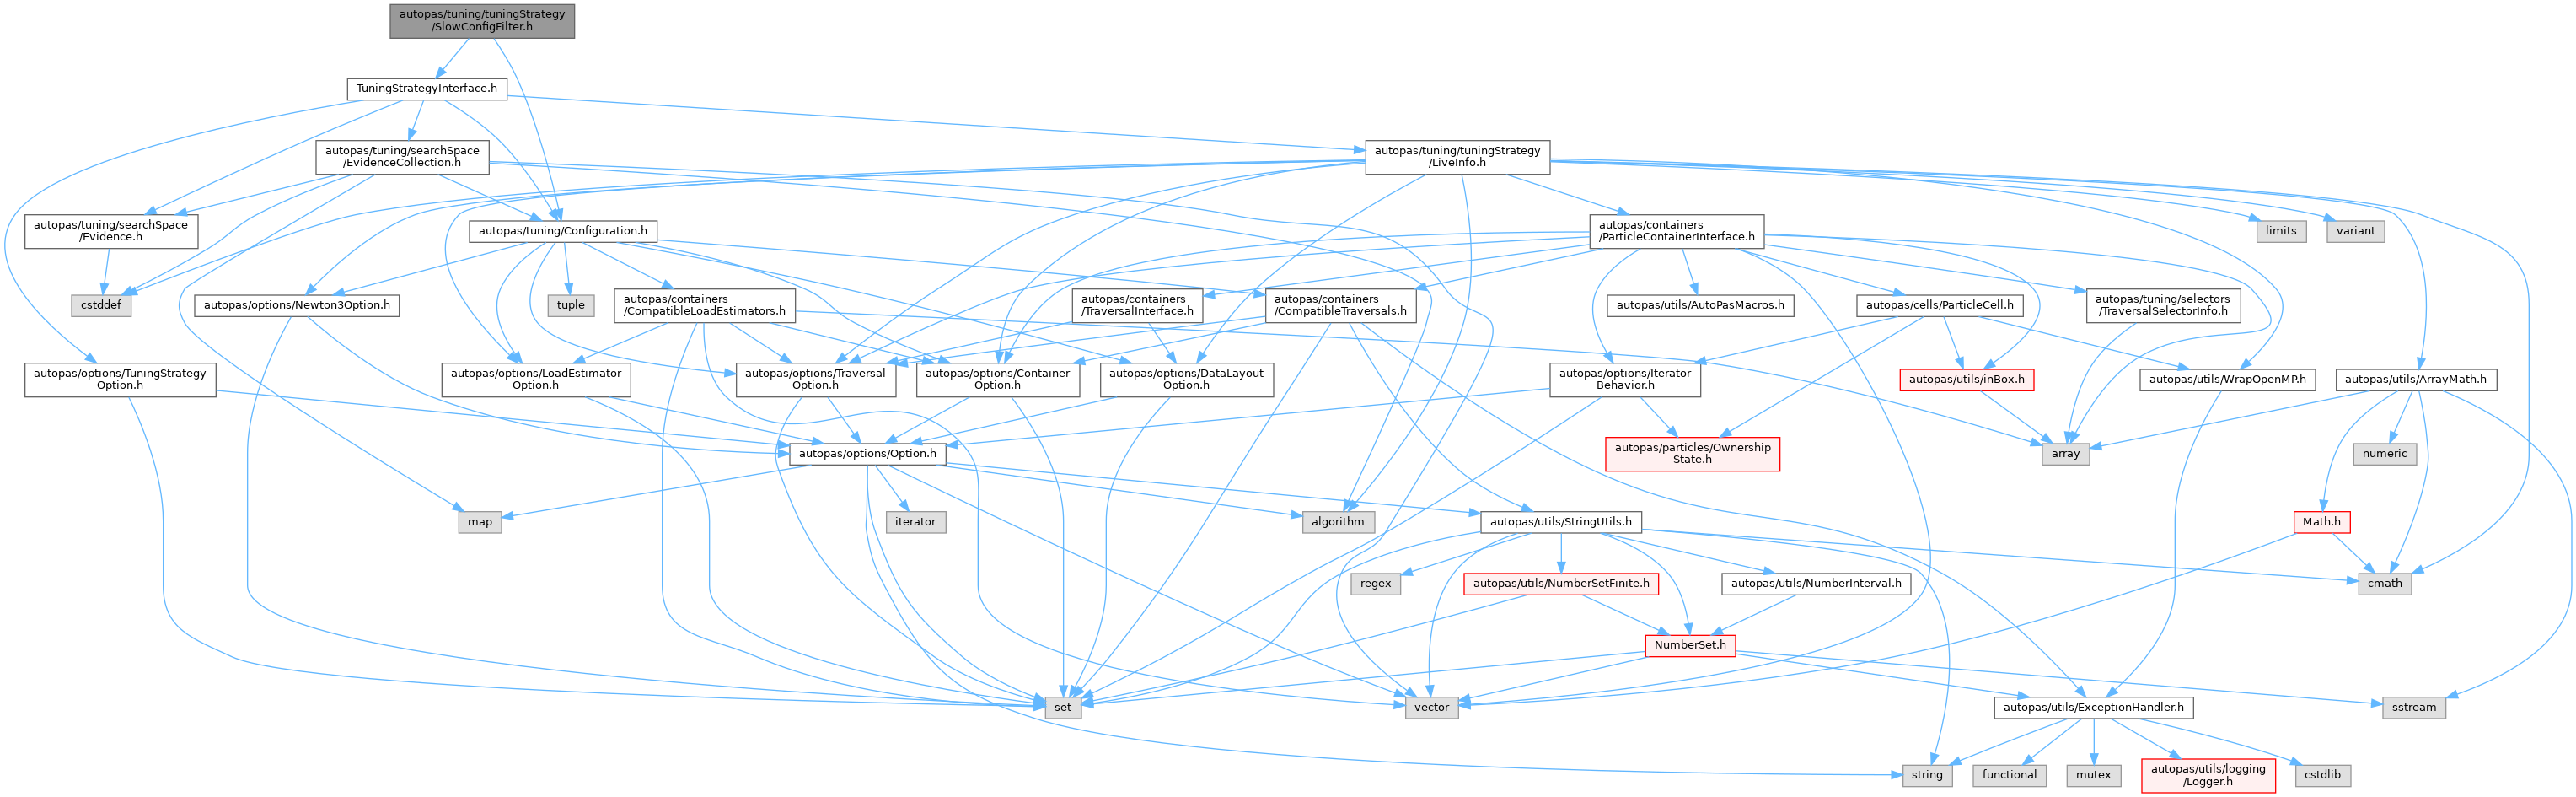 autopas/tuning/tuningStrategy
/SlowConfigFilter.h
TuningStrategyInterface.h
autopas/tuning/searchSpace
/EvidenceCollection.h
autopas/tuning/tuningStrategy
/LiveInfo.h
autopas/tuning/searchSpace
/Evidence.h
autopas/tuning/Configuration.h
autopas/containers
/ParticleContainerInterface.h
limits
variant
cstddef
autopas/options/Newton3Option.h
tuple
autopas/containers
/CompatibleLoadEstimators.h
autopas/containers
/TraversalInterface.h
autopas/containers
/CompatibleTraversals.h
autopas/utils/AutoPasMacros.h
autopas/cells/ParticleCell.h
autopas/tuning/selectors
/TraversalSelectorInfo.h
autopas/options/TuningStrategy
Option.h
autopas/options/LoadEstimator
Option.h
autopas/options/Traversal
Option.h
autopas/options/Container
Option.h
autopas/options/DataLayout
Option.h
autopas/options/Iterator
Behavior.h
autopas/utils/inBox.h
autopas/utils/WrapOpenMP.h
autopas/utils/ArrayMath.h
autopas/options/Option.h
autopas/particles/Ownership
State.h
array
numeric
map
iterator
algorithm
autopas/utils/StringUtils.h
Math.h
regex
autopas/utils/NumberSetFinite.h
autopas/utils/NumberInterval.h
cmath
NumberSet.h
set
vector
autopas/utils/ExceptionHandler.h
sstream
string
functional
mutex
autopas/utils/logging
/Logger.h
cstdlib